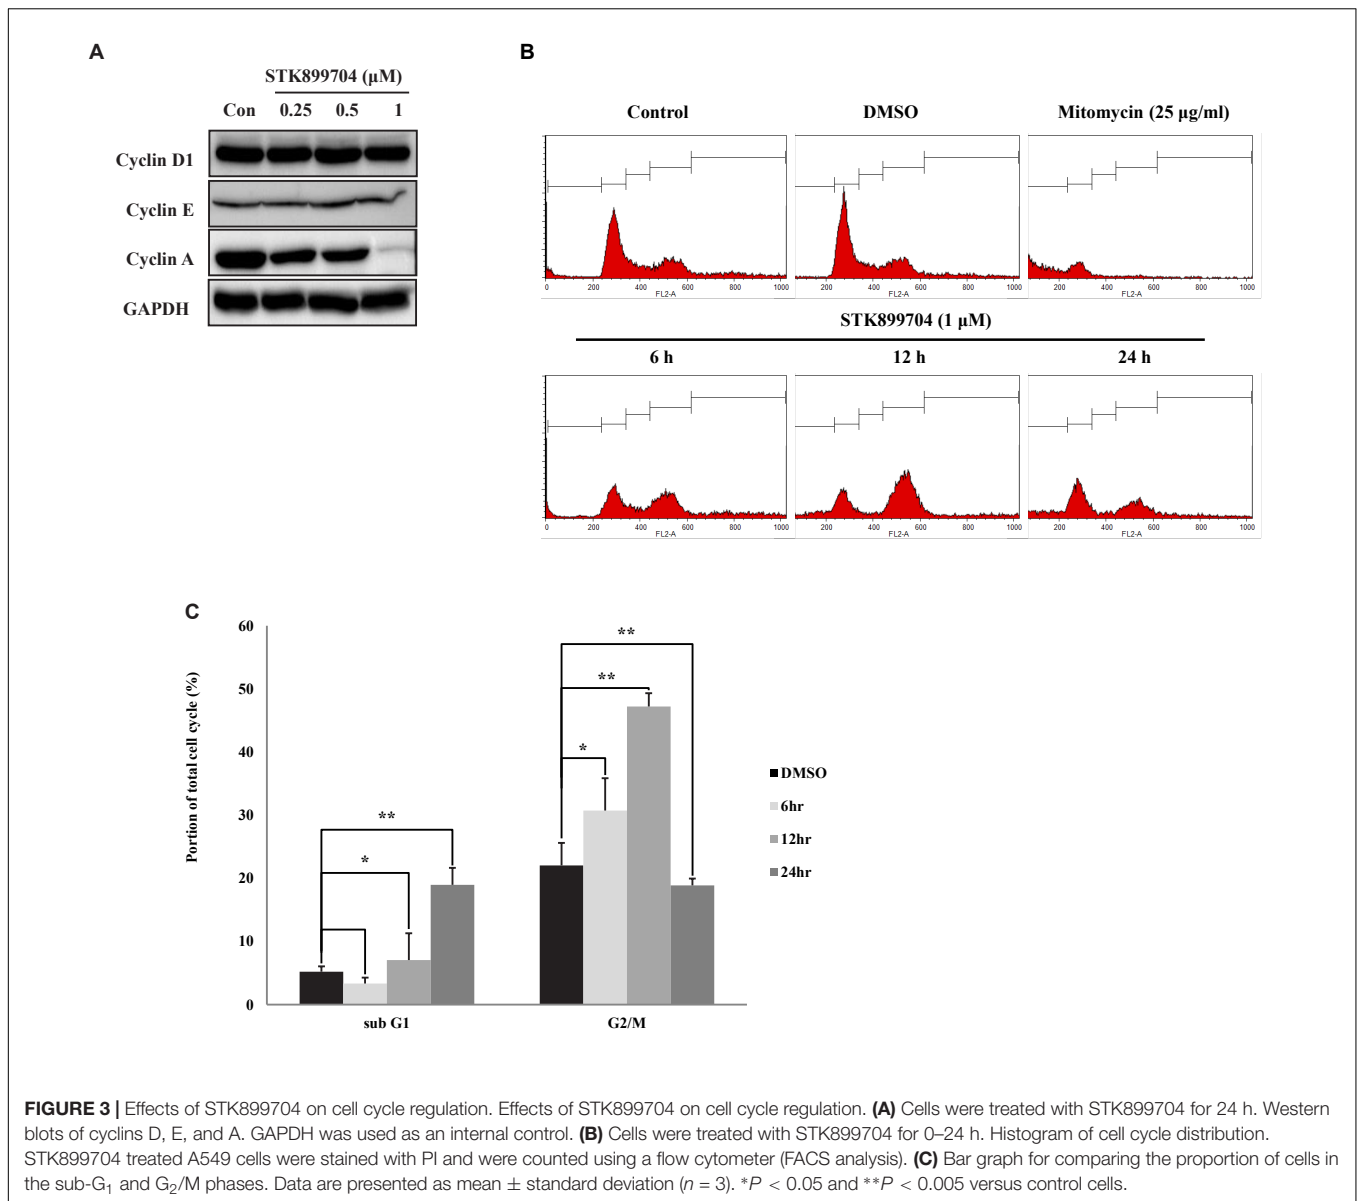 A
STK899704 (μM)
Con 0.25 0.5 1
Cyclin D1
Cyclin E
Cyclin A
GAPDH
B
Control DMSO Mitomycin (25 μg/ml)
0 200 400 600 800 1000
FL2-A
200 400 600 800 1000
FL2-A
200 400 600 800 1000
FL2-A
STK899704 (1 μM)
6 h 12 h 24 h
0 200 400 600 800 1000
FL2-A
200 400 600 800 1000
FL2-A
200 400 600 800 1000
FL2-A
C
Portion of total cell cycle (%)
60
50
40
30
20
10
0
**
*
**
**
*
sub G1 G2/M
DMSO
6hr
12hr
24hr
FIGURE 3 | Effects of STK899704 on cell cycle regulation. Effects of STK899704 on cell cycle regulation. (A) Cells were treated with STK899704 for 24 h. Western
blots of cyclins D, E, and A. GAPDH was used as an internal control. (B) Cells were treated with STK899704 for 0–24 h. Histogram of cell cycle distribution.
STK899704 treated A549 cells were stained with PI and were counted using a flow cytometer (FACS analysis). (C) Bar graph for comparing the proportion of cells in
the sub-G₁ and G₂/M phases. Data are presented as mean ± standard deviation (n = 3). *P < 0.05 and **P < 0.005 versus control cells.